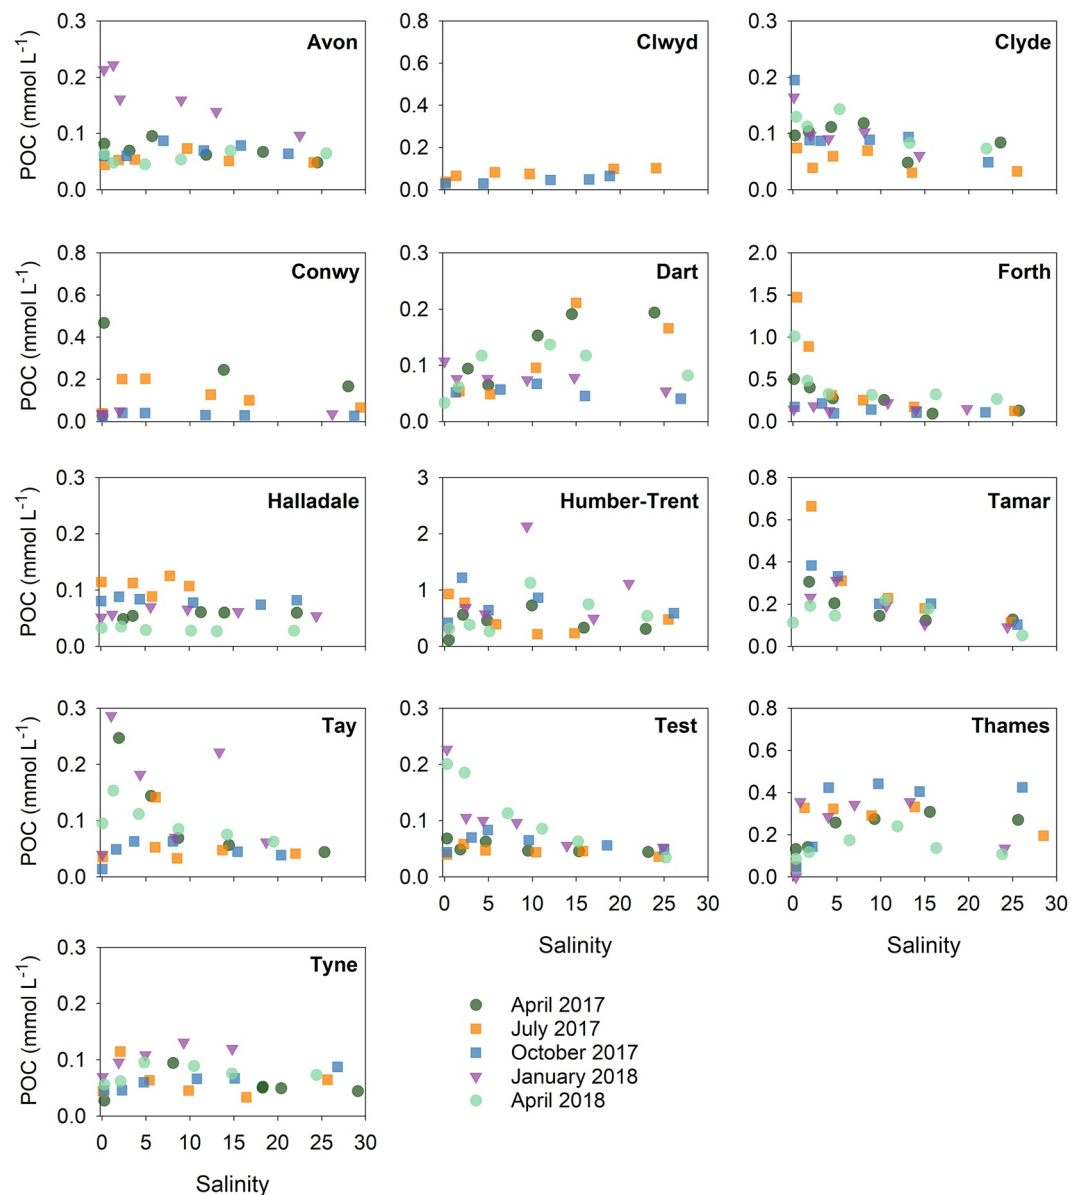 POC (mmol L⁻¹)
0.3
0.2
0.1
0.0
Avon
0.8
0.6
0.4
0.2
0.0
Clwyd
0.3
0.2
0.1
0.0
Clyde
POC (mmol L⁻¹)
0.8
0.6
0.4
0.2
0.0
Conwy
0.3
0.2
0.1
0.0
Dart
2.0
1.5
1.0
0.5
0.0
Forth
POC (mmol L⁻¹)
0.3
0.2
0.1
0.0
Halladale
3
2
1
0
Humber-Trent
0.8
0.6
0.4
0.2
0.0
Tamar
POC (mmol L⁻¹)
0.3
0.2
0.1
0.0
Tay
0.3
0.2
0.1
0.0
Test
0 5 10 15 20 25 30
Salinity
0.8
0.6
0.4
0.2
0.0
Thames
0 5 10 15 20 25 30
Salinity
POC (mmol L⁻¹)
0.3
0.2
0.1
0.0
Tyne
0 5 10 15 20 25 30
Salinity
April 2017
July 2017
October 2017
January 2018
April 2018